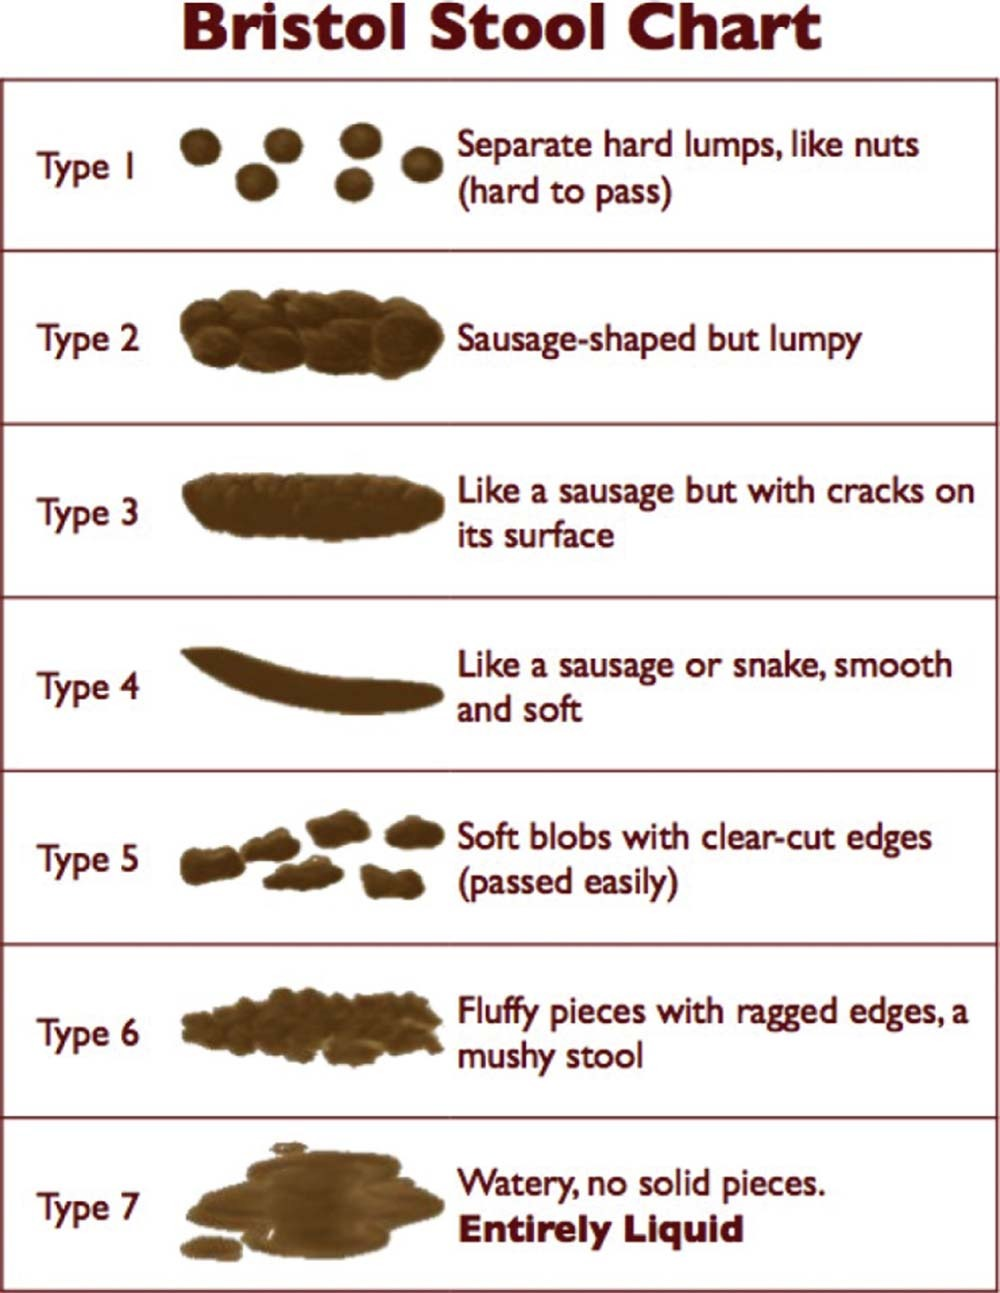 Bristol Stool Chart
Type 1
Separate hard lumps, like nuts
(hard to pass)
Type 2
Sausage-shaped but lumpy
Type 3
Like a sausage but with cracks on
its surface
Type 4
Like a sausage or snake, smooth
and soft
Type 5
Soft blobs with clear-cut edges
(passed easily)
Type 6
Fluffy pieces with ragged edges, a
mushy stool
Type 7
Watery, no solid pieces.
Entirely Liquid